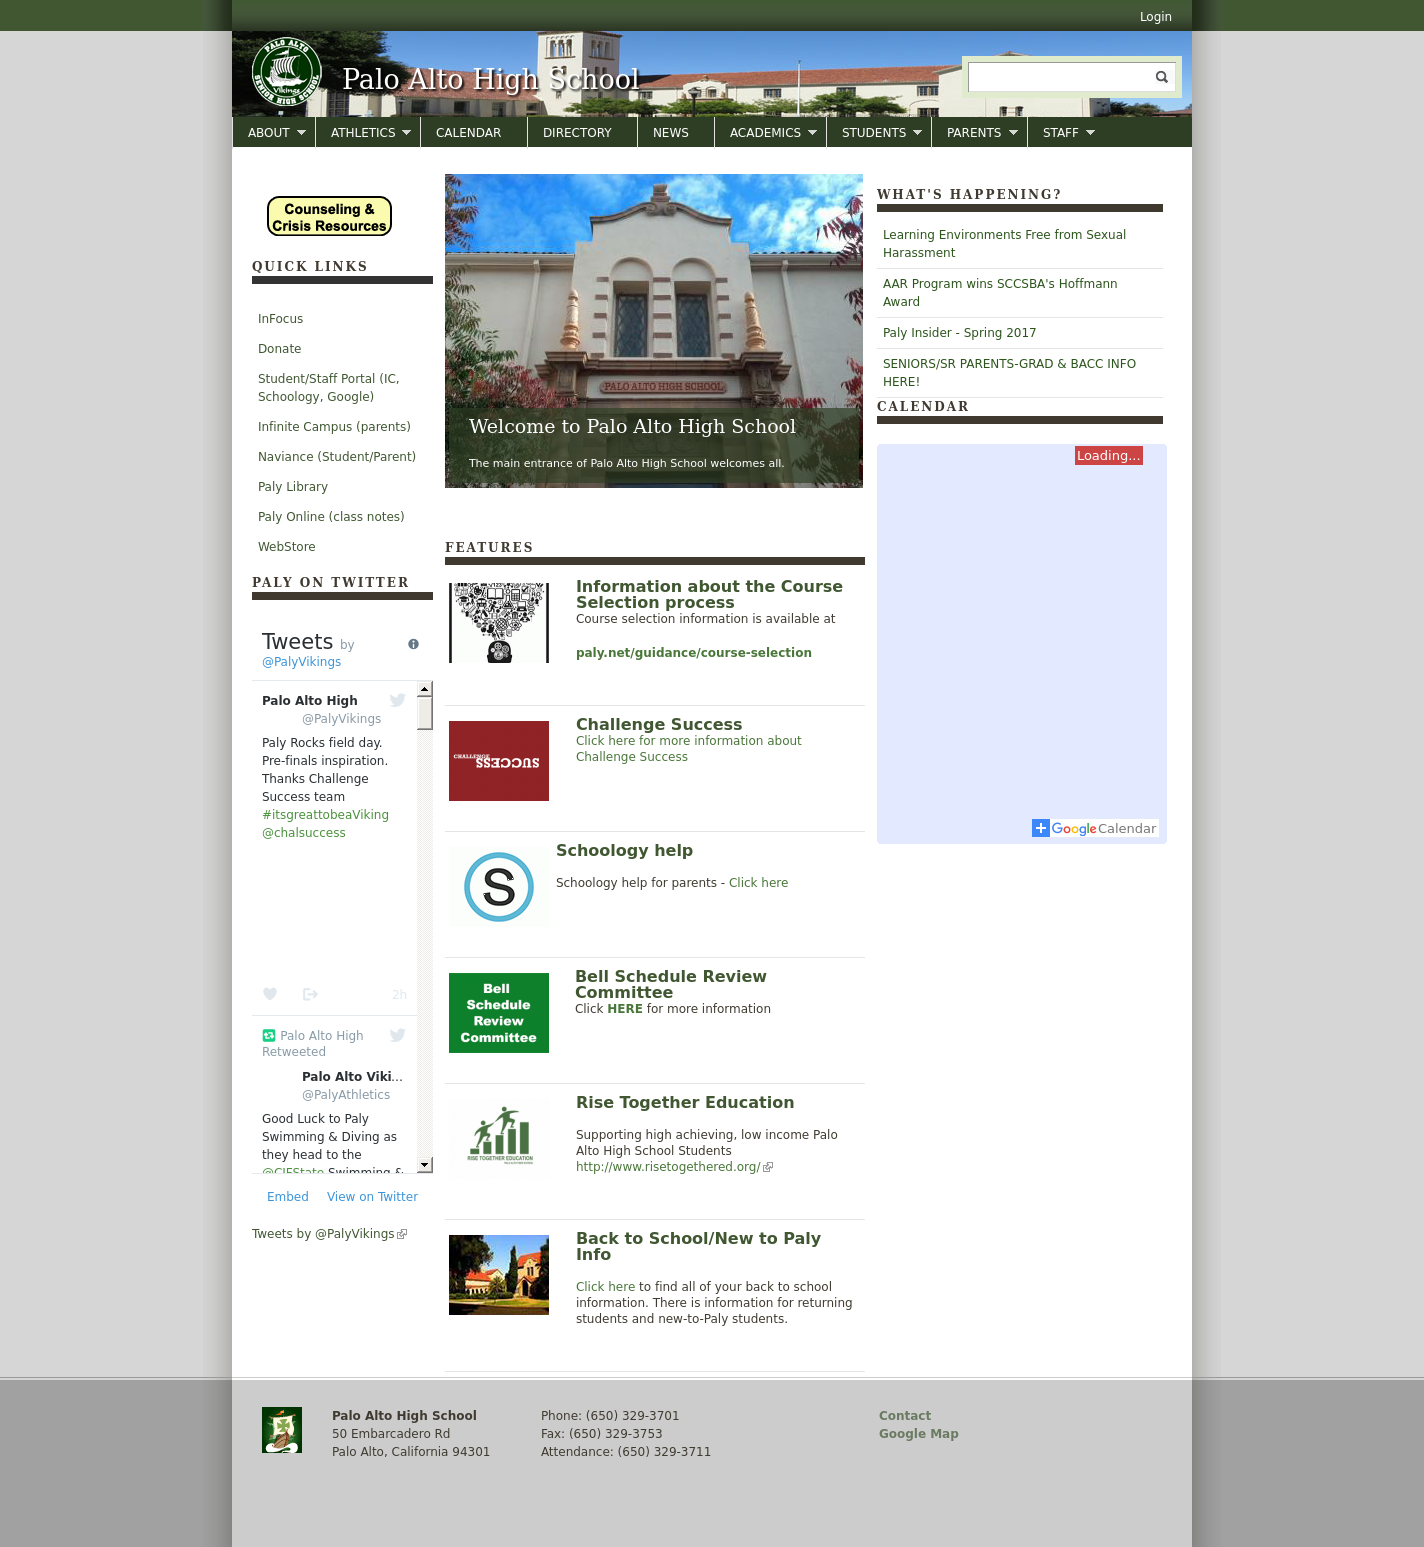 Login
PALO ALTO
Vikings
SENIOR HIGH SCHOOL
Palo Alto High School
ABOUT
ATHLETICS
CALENDAR
DIRECTORY
NEWS
ACADEMICS
STUDENTS
PARENTS
STAFF
Counseling &
Crisis Resources
QUICK LINKS
InFocus
Donate
Student/Staff Portal (IC,
Schoology, Google)
Infinite Campus (parents)
Naviance (Student/Parent)
Paly Library
Paly Online (class notes)
WebStore
PALY ON TWITTER
Tweets by
@PalyVikings
Palo Alto High
@PalyVikings
Paly Rocks field day.
Pre-finals inspiration.
Thanks Challenge
Success team
#itsgreattobeaViking
@chalsuccess
2h
Palo Alto High
Retweeted
Palo Alto Viki...
@PalyAthletics
Good Luck to Paly
Swimming & Diving as
they head to the
@CIFState Swimming &
Embed
View on Twitter
Tweets by @PalyVikings
PALO ALTO HIGH SCHOOL
Welcome to Palo Alto High School
The main entrance of Palo Alto High School welcomes all.
FEATURES
Information about the Course
Selection process
Course selection information is available at
paly.net/guidance/course-selection
CHALLENGE
SUCCESS
Challenge Success
Click here for more information about
Challenge Success
S
Schoology help
Schoology help for parents - Click here
Bell
Schedule
Review
Committee
Bell Schedule Review
Committee
Click HERE for more information
RISE TOGETHER EDUCATION
Rise Together Education
Supporting high achieving, low income Palo
Alto High School Students
http://www.risetogethered.org/
Back to School/New to Paly
Info
Click here to find all of your back to school
information. There is information for returning
students and new-to-Paly students.
WHAT'S HAPPENING?
Learning Environments Free from Sexual
Harassment
AAR Program wins SCCSBA's Hoffmann
Award
Paly Insider - Spring 2017
SENIORS/SR PARENTS-GRAD & BACC INFO
HERE!
CALENDAR
Loading...
Google Calendar
Palo Alto High School
50 Embarcadero Rd
Palo Alto, California 94301
Phone: (650) 329-3701
Fax: (650) 329-3753
Attendance: (650) 329-3711
Contact
Google Map